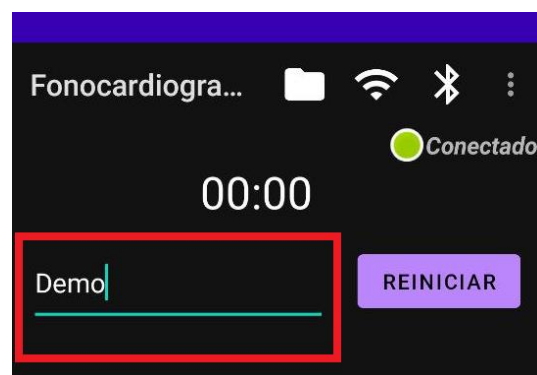 Fonocardiogra...
Conectado
00:00
Demo
REINICIAR